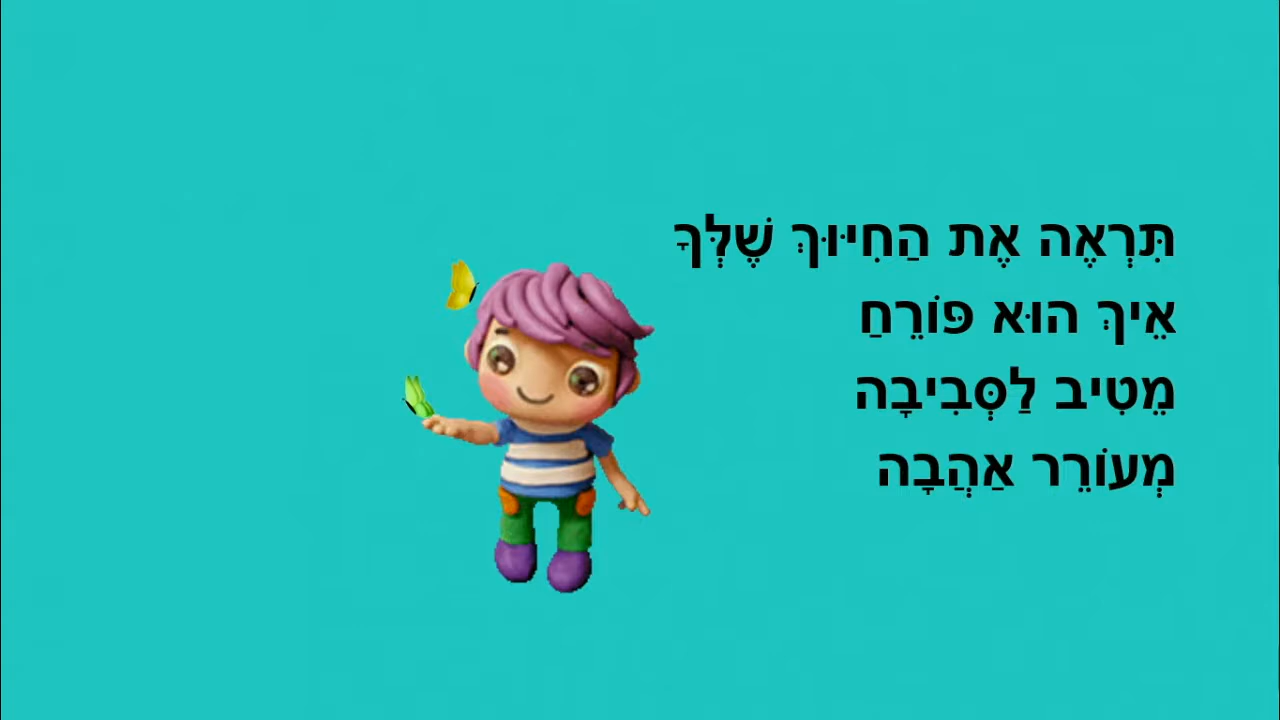 תִּרְאֶה אֶת הַחִיּוּךְ שֶׁלְּךָ
אֵיךְ הוּא פּוֹרֵחַ
מֵטִיב לַסְּבִיבָה
מְעוֹרֵר אַהֲבָה